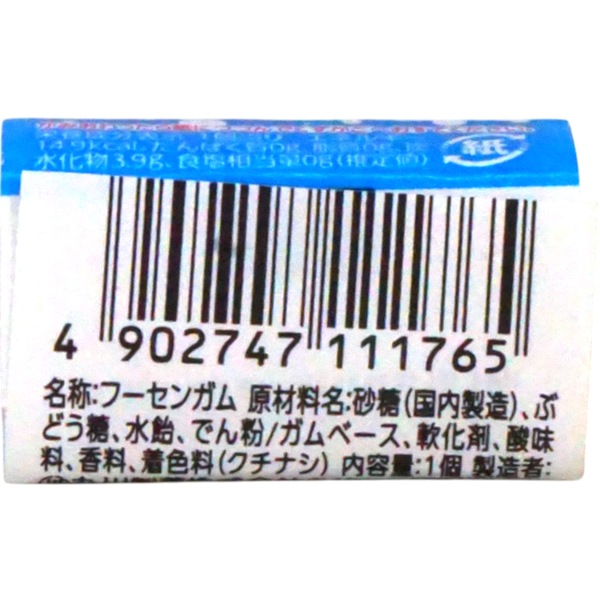 14.9kcal、たんぱく質0g、脂質0g、炭
水化物3.9g、食塩相当量0g(推定値)
紙
4 902747 111765
名称:フーセンガム 原材料名:砂糖(国内製造)、ぶ
どう糖、水飴、でん粉/ガムベース、軟化剤、酸味
料、香料、着色料(クチナシ) 内容量:1個 製造者: